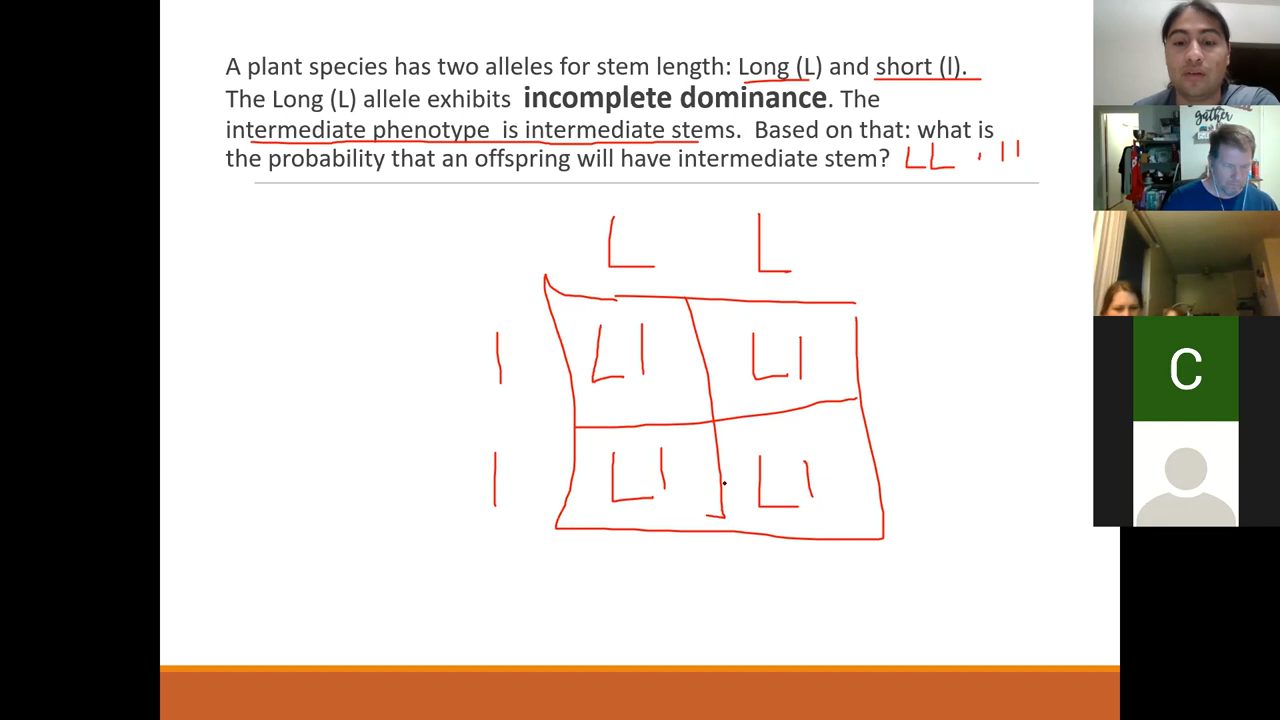 A plant species has two alleles for stem length: Long (L) and short (l).
The Long (L) allele exhibits incomplete dominance. The
intermediate phenotype is intermediate stems. Based on that: what is
the probability that an offspring will have intermediate stem? LL · ll
L L
l Ll Ll
l Ll Ll
gather
C